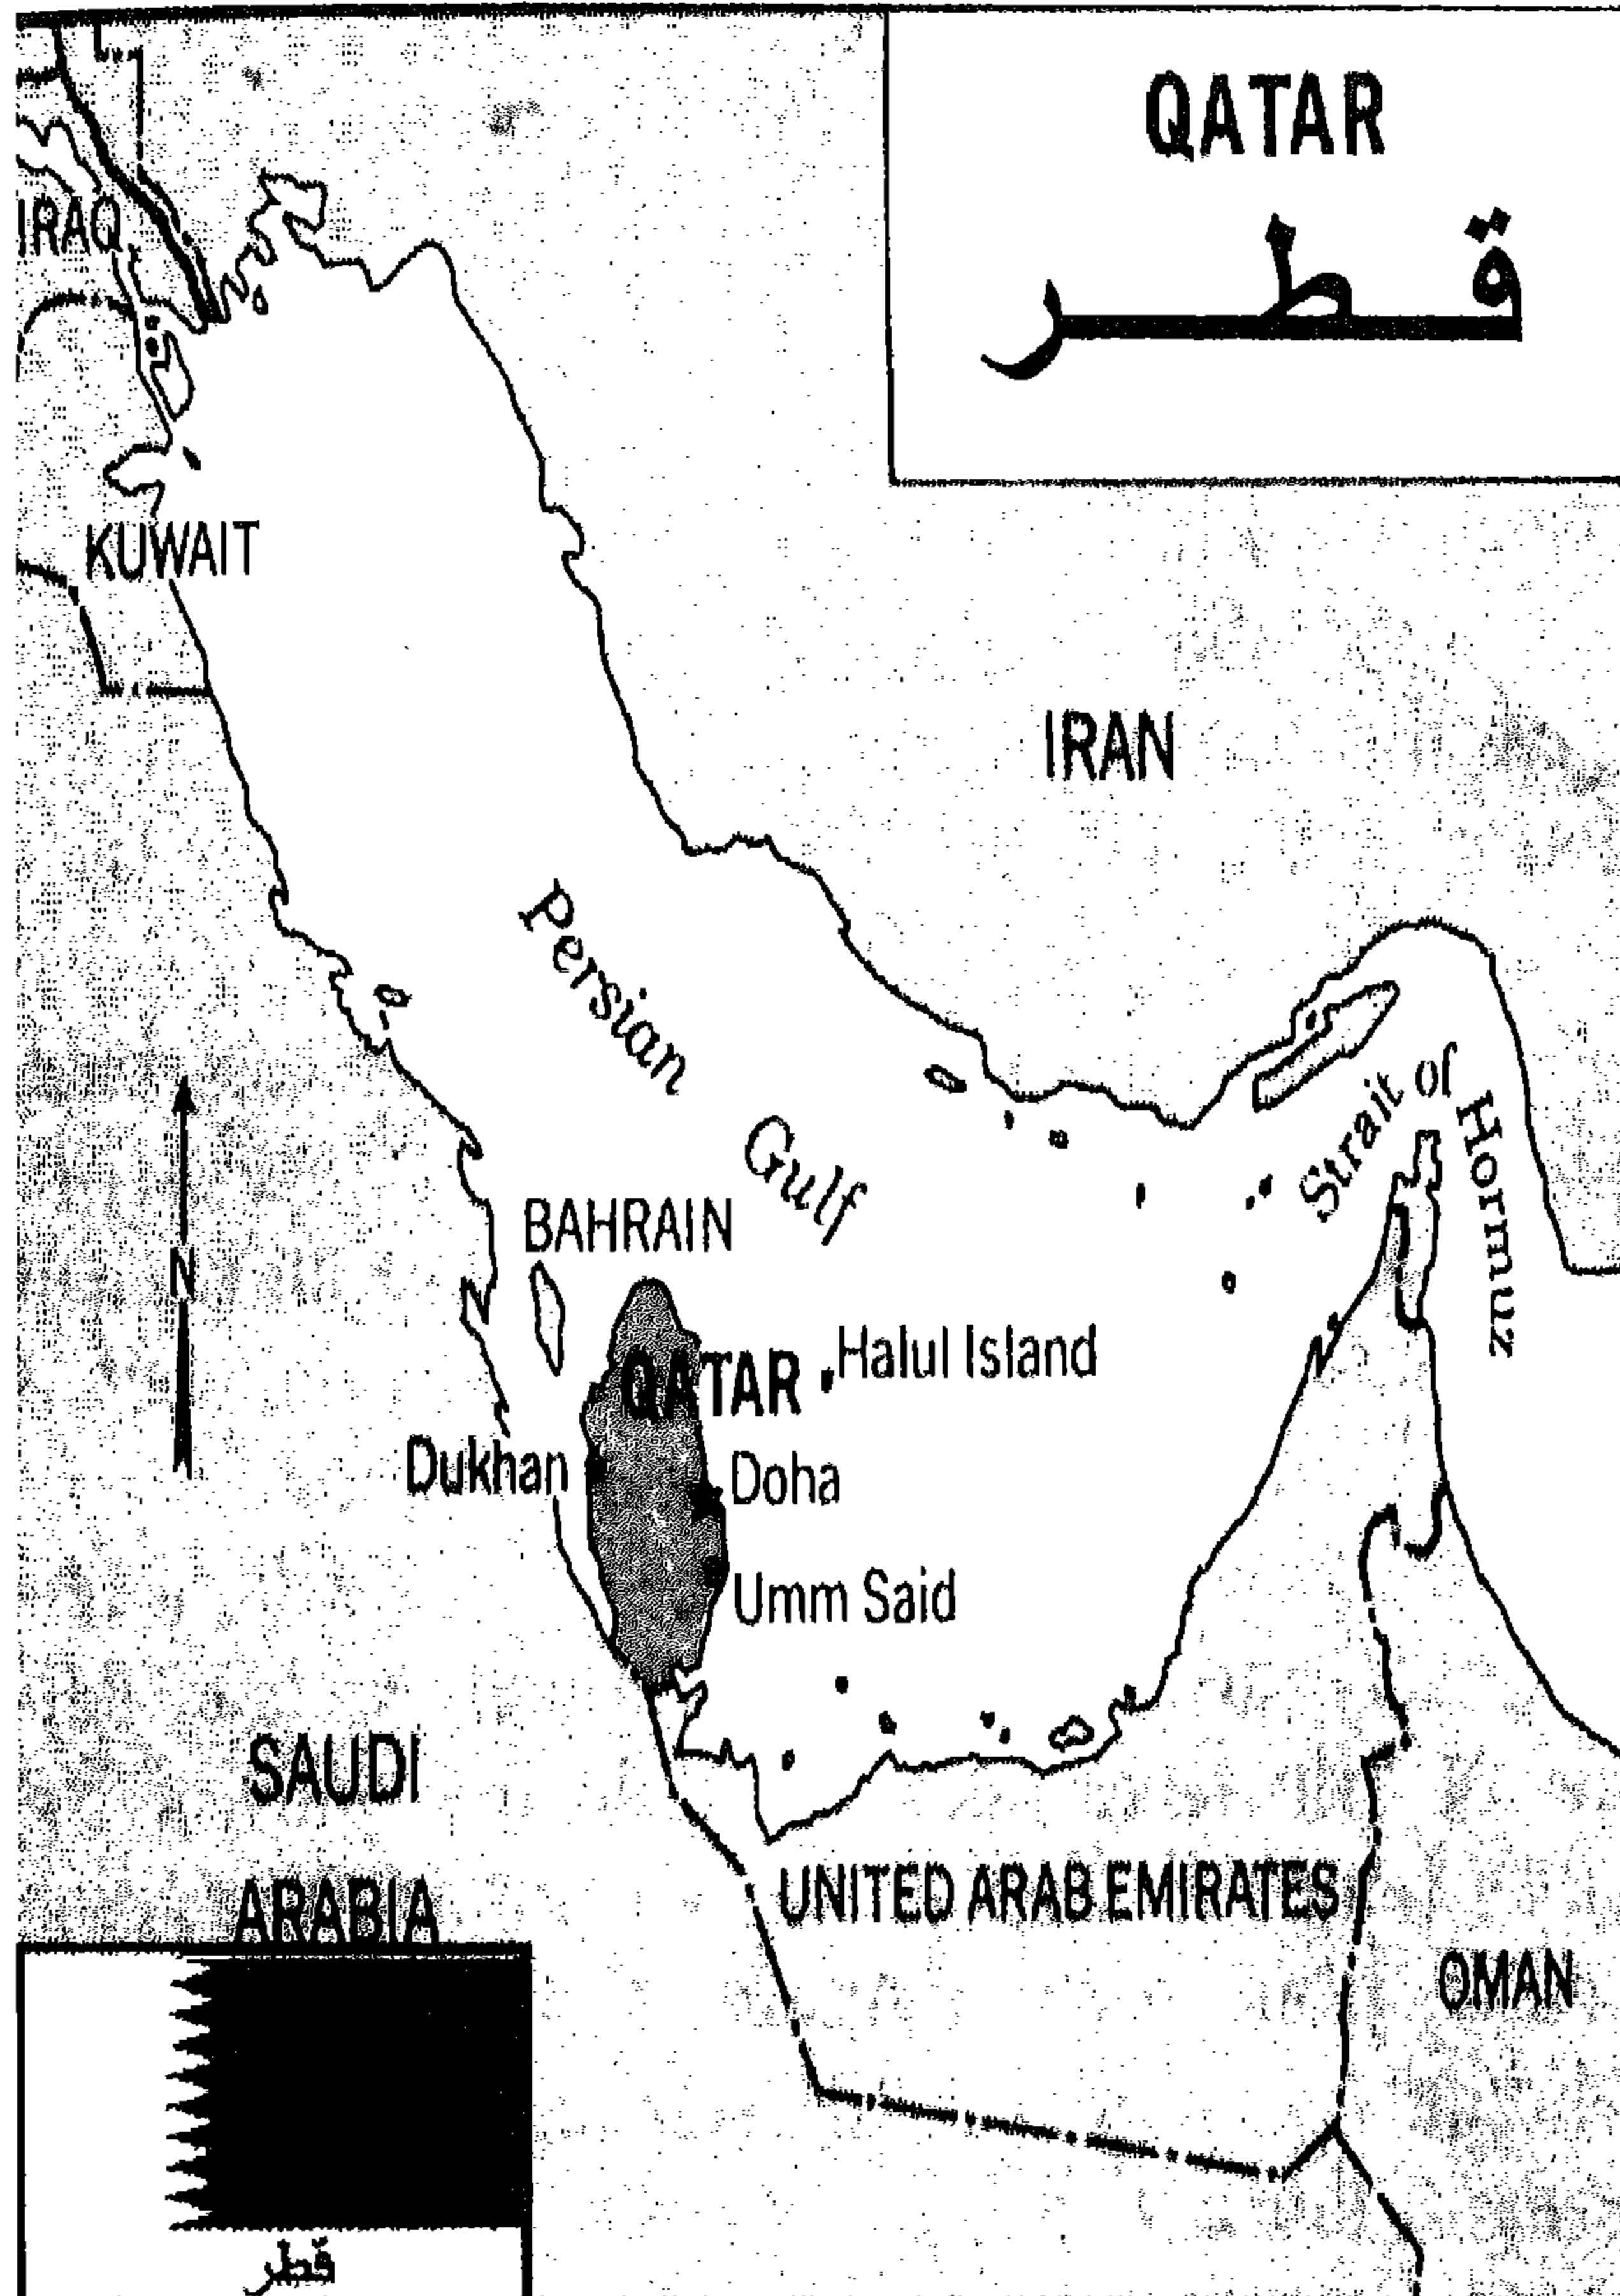 QATAR
قطر
IRAQ
KUWAIT
IRAN
Persian
Gulf
Strait of
Hormuz
BAHRAIN
N
QATAR
Halul Island
Dukhan
Doha
Umm Said
SAUDI
ARABIA
UNITED ARAB EMIRATES
OMAN
قطر